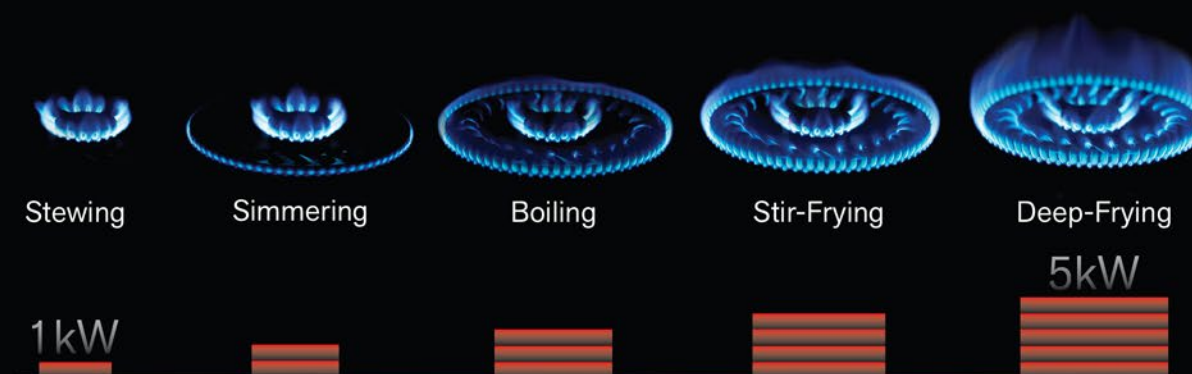 Stewing
Simmering
Boiling
Stir-Frying
Deep-Frying
1kW
5kW